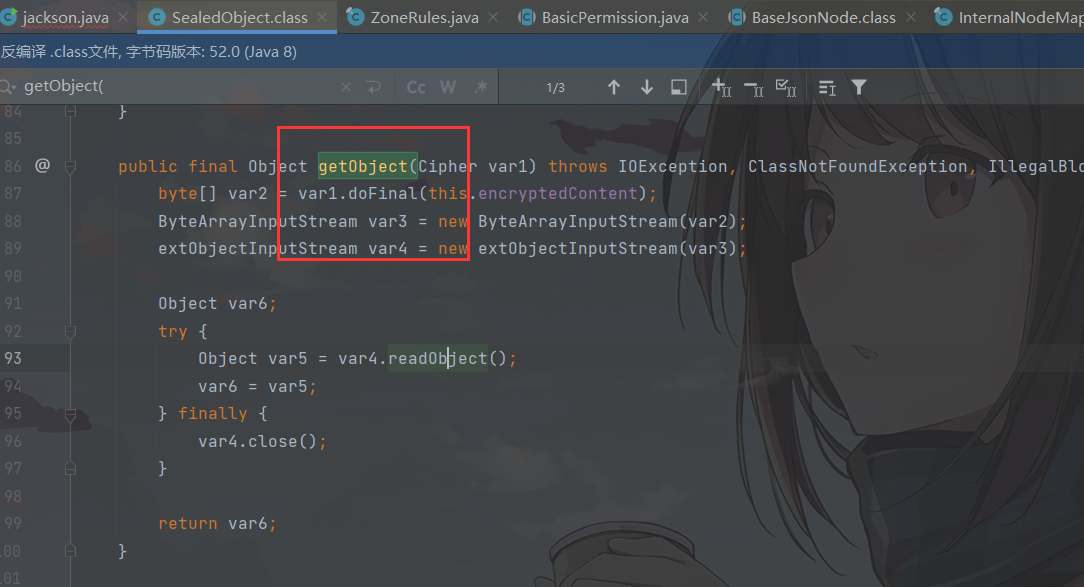 jackson.java SealedObject.class ZoneRules.java BasicPermission.java BaseJsonNode.class InternalNodeMap
反编译 .class文件, 字节码版本: 52.0 (Java 8)
getObject( Cc W .* 1/3
84 }
85
86 @ public final Object getObject(Cipher var1) throws IOException, ClassNotFoundException, IllegalBlo
87 byte[] var2 = var1.doFinal(this.encryptedContent);
88 ByteArrayInputStream var3 = new ByteArrayInputStream(var2);
89 extObjectInputStream var4 = new extObjectInputStream(var3);
90
91 Object var6;
92 try {
93 Object var5 = var4.readObject();
94 var6 = var5;
95 } finally {
96 var4.close();
97 }
98
99 return var6;
100 }
101